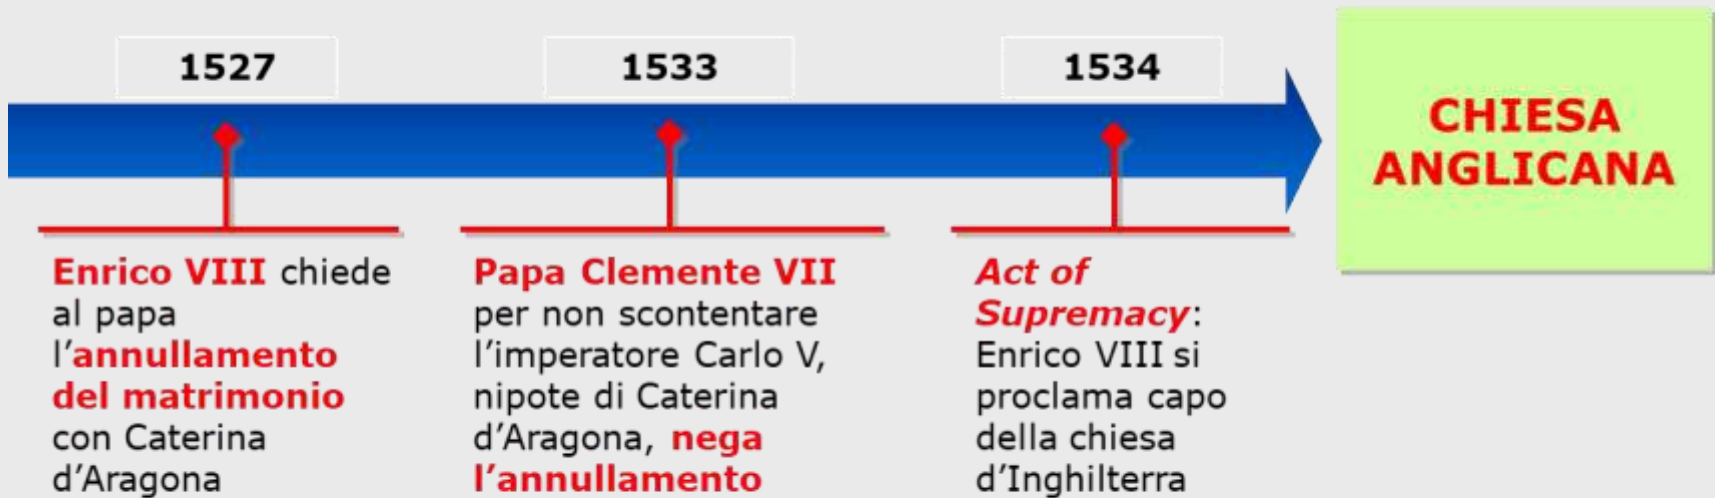 1527
Enrico VIII chiede
al papa
l’annullamento
del matrimonio
con Caterina
d’Aragona
1533
Papa Clemente VII
per non scontentare
l’imperatore Carlo V,
nipote di Caterina
d’Aragona, nega
l’annullamento
1534
Act of
Supremacy:
Enrico VIII si
proclama capo
della chiesa
d’Inghilterra
CHIESA
ANGLICANA